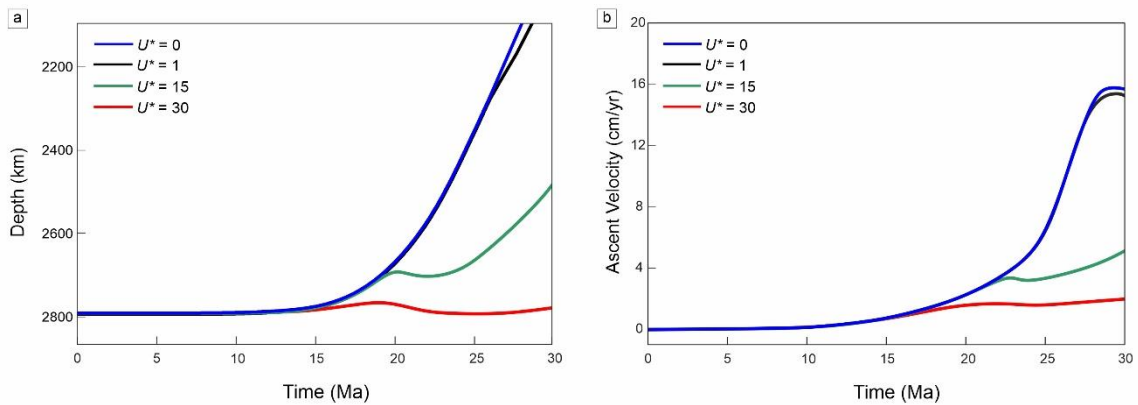 a
U* = 0
U* = 1
U* = 15
U* = 30
2200
2400
2600
2800
Depth (km)
0 5 10 15 20 25 30
Time (Ma)
b
U* = 0
U* = 1
U* = 15
U* = 30
20
16
12
8
4
0
Ascent Velocity (cm/yr)
0 5 10 15 20 25 30
Time (Ma)